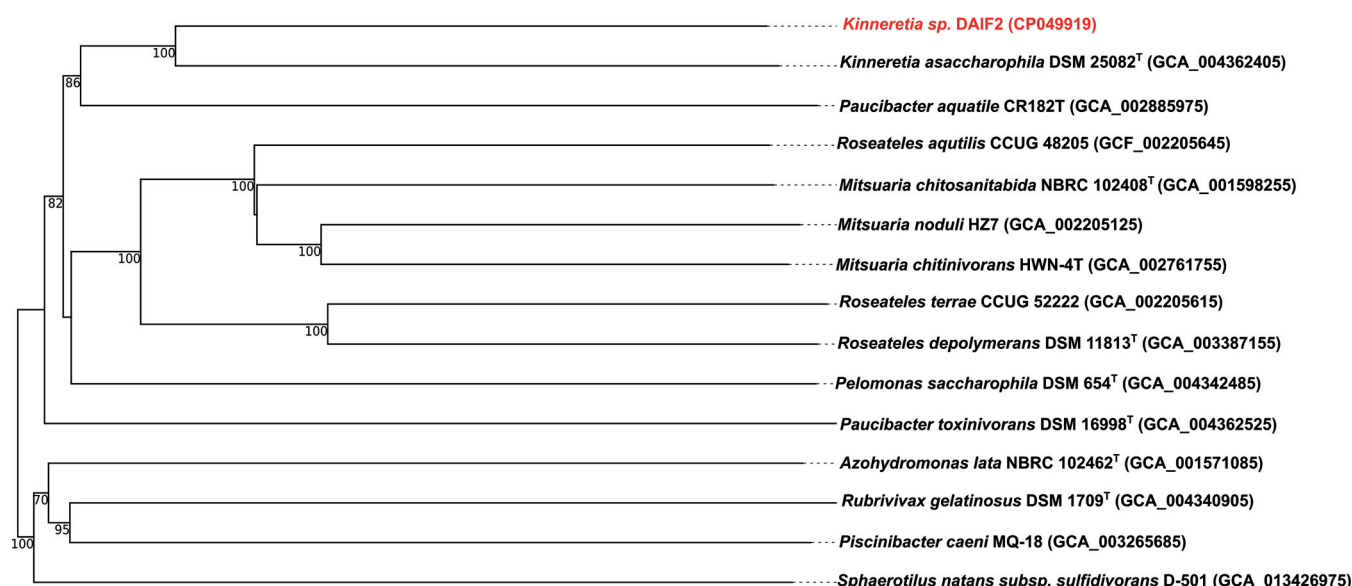 Kinneretia sp. DAIF2 (CP049919)
100
Kinneretia asaccharophila DSM 25082ᵀ (GCA_004362405)
86
Paucibacter aquatile CR182T (GCA_002885975)
Roseateles aqutilis CCUG 48205 (GCF_002205645)
100
Mitsuaria chitosanitabida NBRC 102408ᵀ (GCA_001598255)
82
Mitsuaria noduli HZ7 (GCA_002205125)
100
100
Mitsuaria chitinivorans HWN-4T (GCA_002761755)
Roseateles terrae CCUG 52222 (GCA_002205615)
100
Roseateles depolymerans DSM 11813ᵀ (GCA_003387155)
Pelomonas saccharophila DSM 654ᵀ (GCA_004342485)
Paucibacter toxinivorans DSM 16998ᵀ (GCA_004362525)
Azohydromonas lata NBRC 102462ᵀ (GCA_001571085)
70
Rubrivivax gelatinosus DSM 1709ᵀ (GCA_004340905)
95
Piscinibacter caeni MQ-18 (GCA_003265685)
100
Sphaerotilus natans subsp. sulfidivorans D-501 (GCA_013426975)